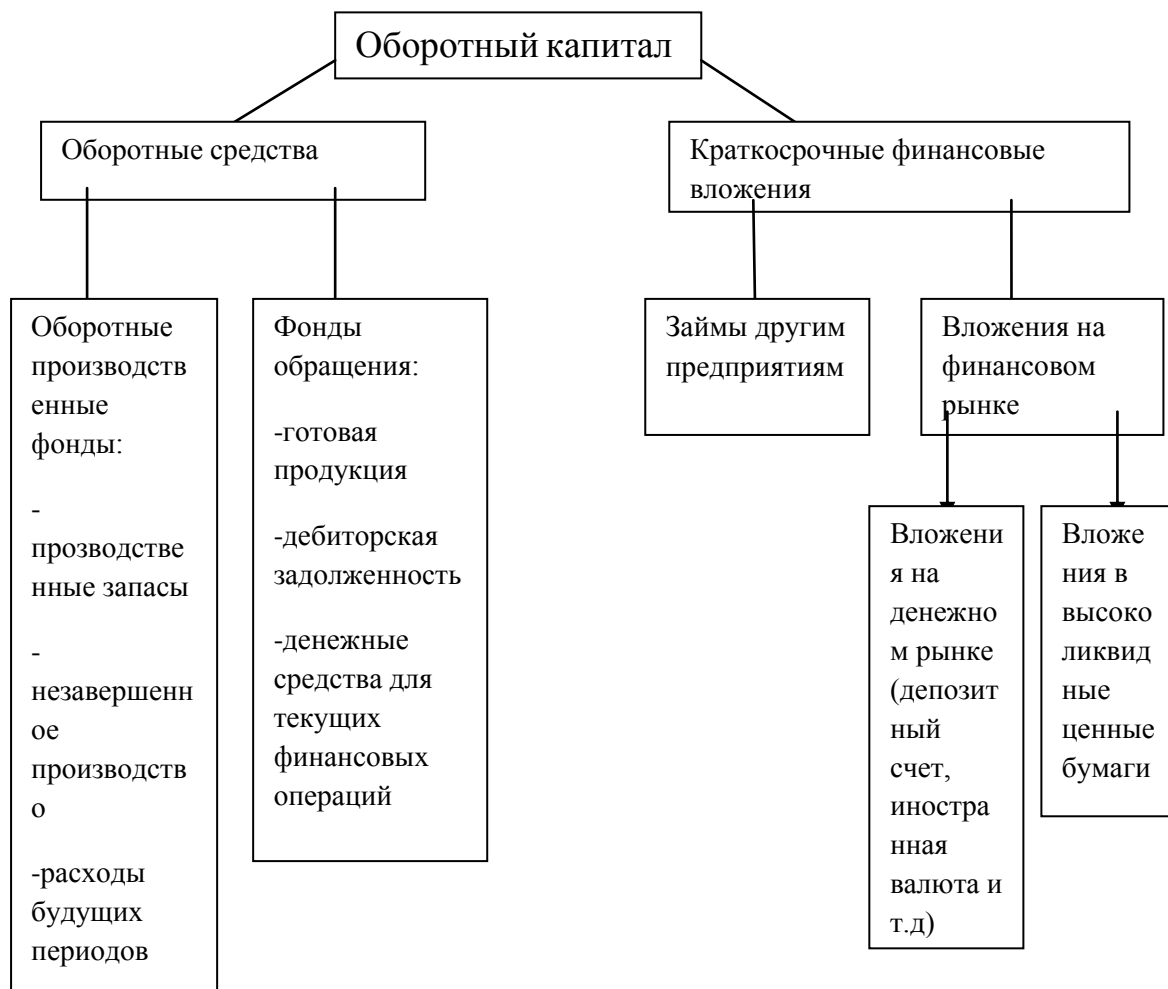 Оборотный капитал
Оборотные средства
Краткосрочные финансовые
вложения
Оборотные
производств
енные
фонды:
-
прозводстве
нные запасы
-
незавершенн
ое
производств
о
-расходы
будущих
периодов
Фонды
обращения:
-готовая
продукция
-дебиторская
задолженность
-денежные
средства для
текущих
финансовых
операций
Займы другим
предприятиям
Вложения на
финансовом
рынке
Вложени
я на
денежно
м рынке
(депозит
ный
счет,
иностра
нная
валюта и
т.д)
Вложе
ния в
высоко
ликвид
ные
ценные
бумаги